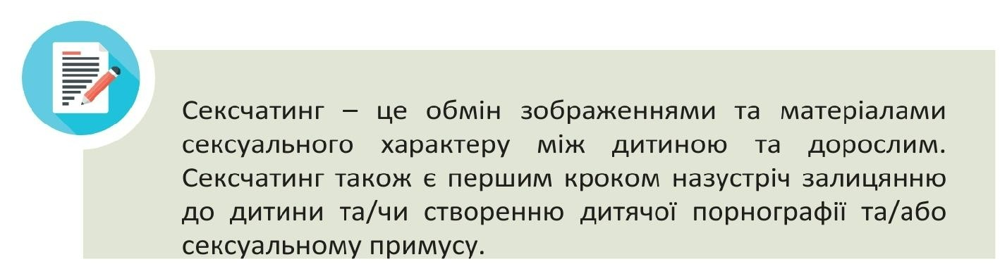 Сексчатинг – це обмін зображеннями та матеріалами
сексуального характеру між дитиною та дорослим.
Сексчатинг також є першим кроком назустріч залицянню
до дитини та/чи створенню дитячої порнографії та/або
сексуальному примусу.